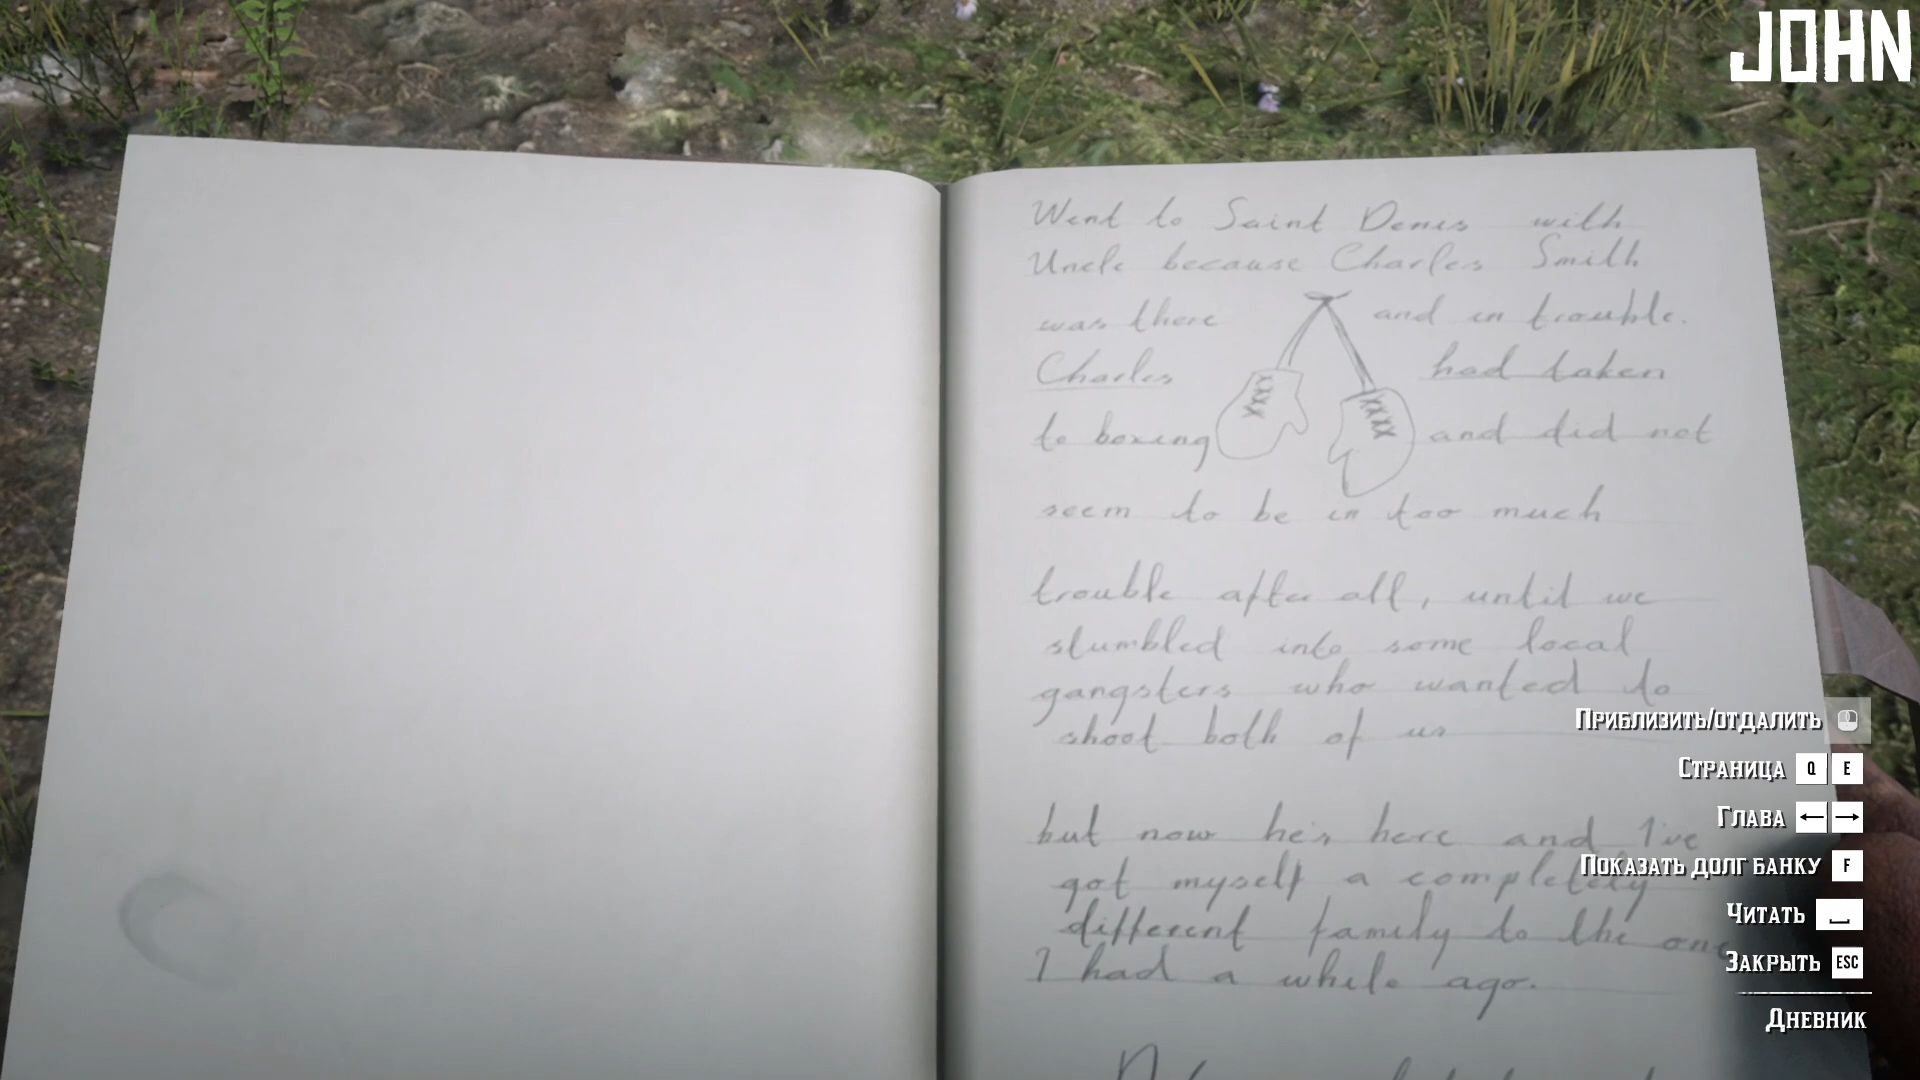 JOHN
Went to Saint Denis with
Uncle because Charles Smith
was there and in trouble.
Charles had taken
to boxing and did not
seem to be in too much
trouble after all, until we
stumbled into some local
gangsters who wanted to
shoot both of us
but now he's here and I've
got myself a completely
different family to the one
I had a while ago.
Приблизить/отдалить
Страница Q E
Глава ← →
Показать долг банку F
Читать
Закрыть ESC
Дневник